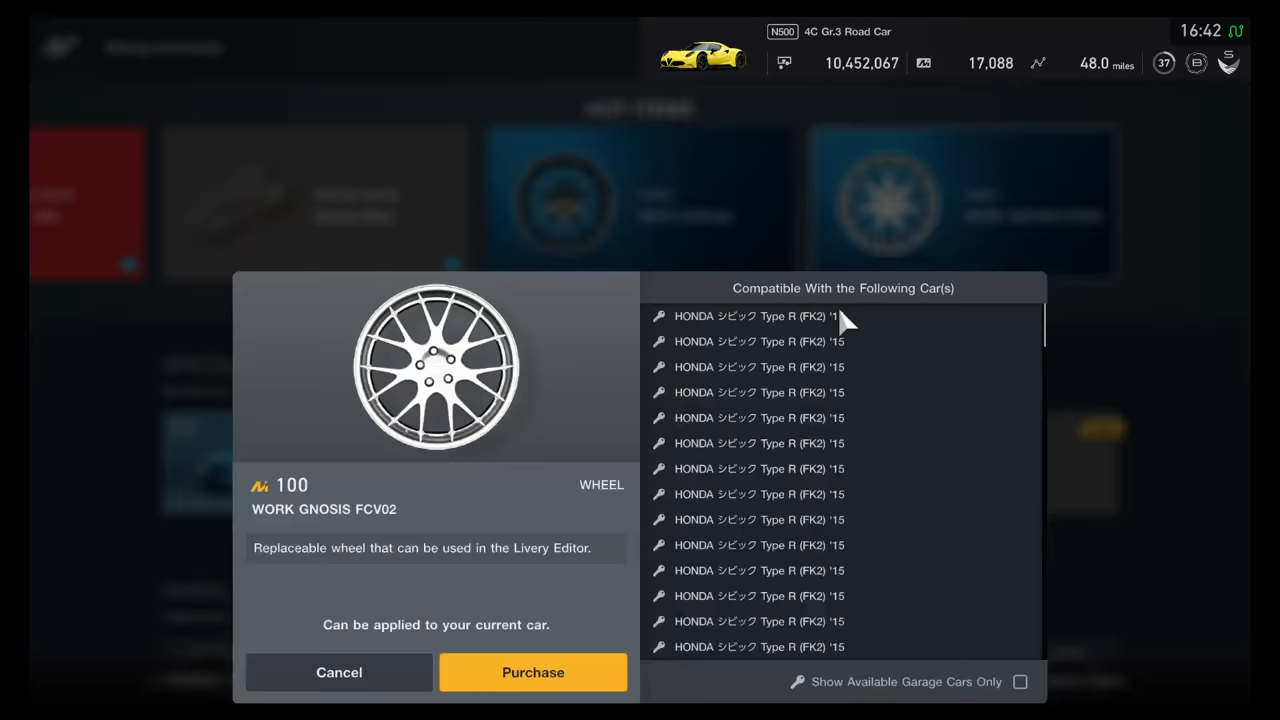 16:42
N500 4C Gr.3 Road Car
10,452,067 17,088 48.0 miles 37 B S
Compatible With the Following Car(s)
HONDA シビック Type R (FK2)
HONDA シビック Type R (FK2) '15
HONDA シビック Type R (FK2) '15
HONDA シビック Type R (FK2) '15
HONDA シビック Type R (FK2) '15
HONDA シビック Type R (FK2) '15
HONDA シビック Type R (FK2) '15
HONDA シビック Type R (FK2) '15
HONDA シビック Type R (FK2) '15
HONDA シビック Type R (FK2) '15
HONDA シビック Type R (FK2) '15
HONDA シビック Type R (FK2) '15
HONDA シビック Type R (FK2) '15
HONDA シビック Type R (FK2) '15
Show Available Garage Cars Only
100
WHEEL
WORK GNOSIS FCV02
Replaceable wheel that can be used in the Livery Editor.
Can be applied to your current car.
Cancel
Purchase